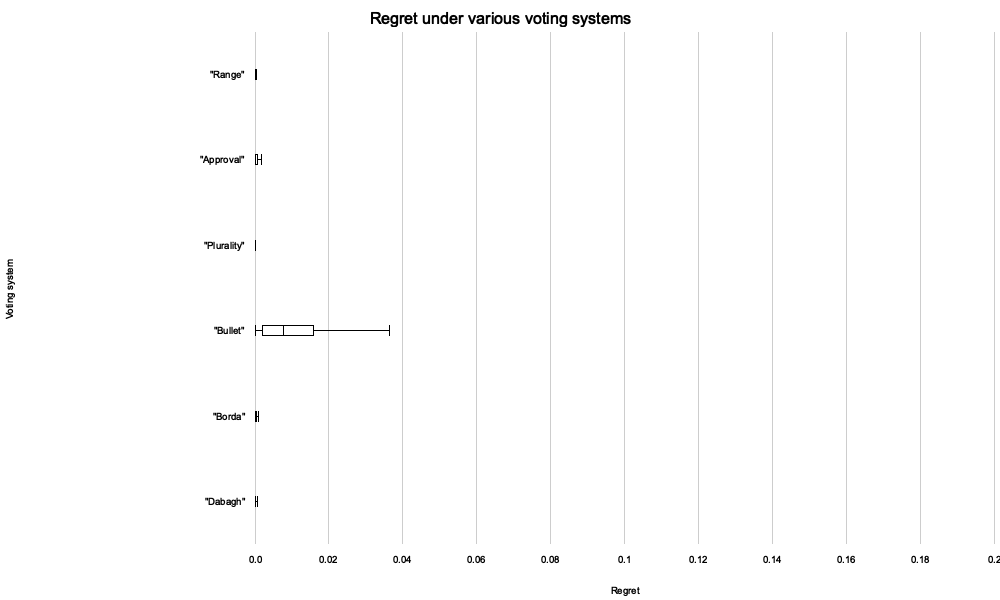 Regret under various voting systems
"Range"
"Approval"
"Plurality"
Voting system
"Bullet"
"Borda"
"Dabagh"
0.0 0.02 0.04 0.06 0.08 0.1 0.12 0.14 0.16 0.18 0.2
Regret